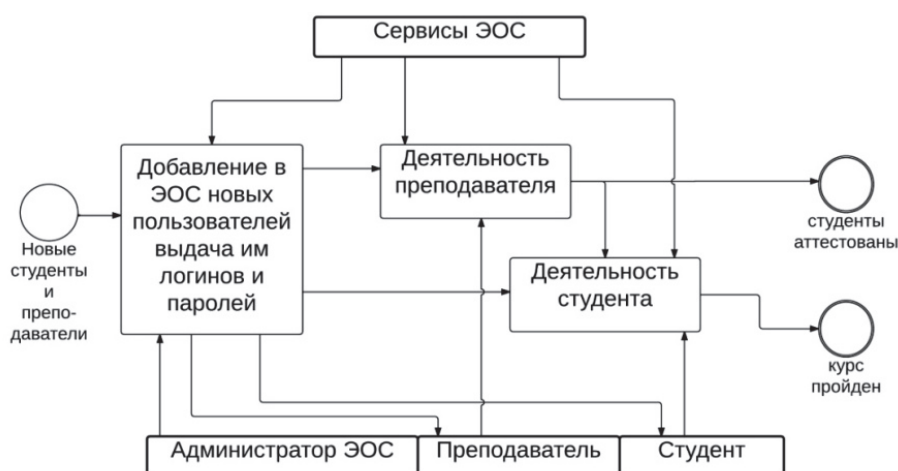 Сервисы ЭОС
Добавление в
ЭОС новых
пользователей
выдача им
логинов и
паролей
Деятельность
преподавателя
Новые
студенты
и
препо-
даватели
студенты
аттестованы
Деятельность
студента
курс
пройден
Администратор ЭОС
Преподаватель
Студент